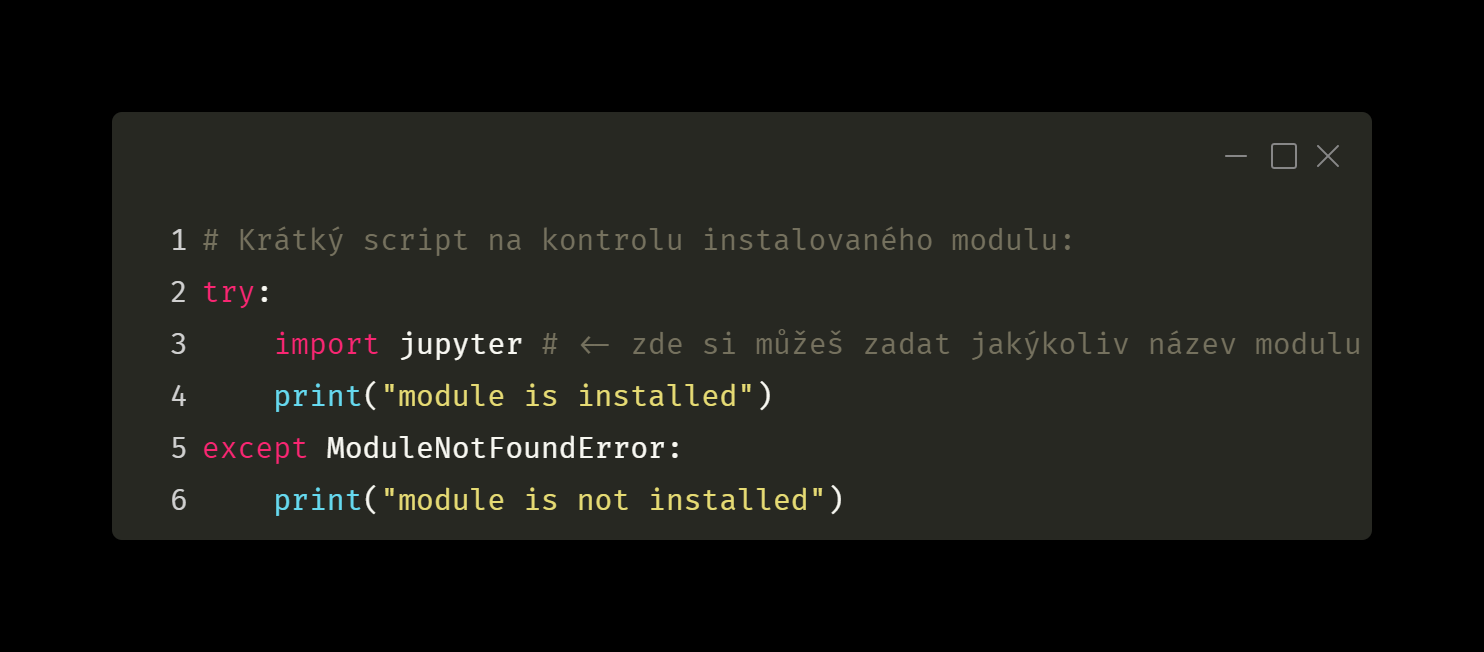 1 # Krátký script na kontrolu instalovaného modulu:
2 try:
3     import jupyter # <- zde si můžeš zadat jakýkoliv název modulu
4     print("module is installed")
5 except ModuleNotFoundError:
6     print("module is not installed")